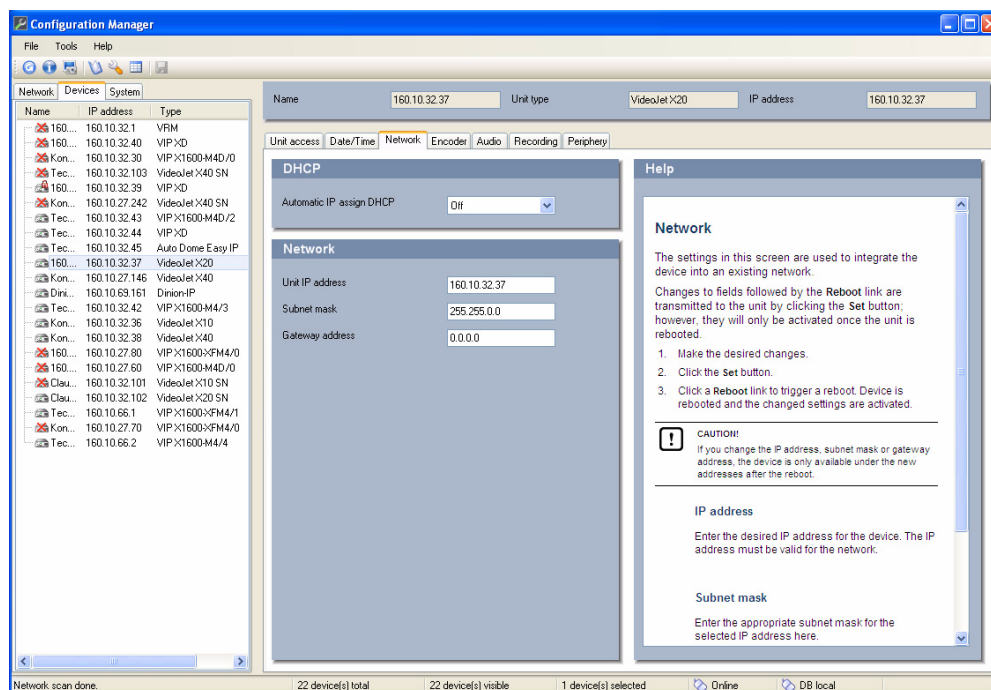 Configuration Manager
File Tools Help
Network Devices System
Name IP address Type
160.... 160.10.32.1 VRM
160.... 160.10.32.40 VIP XD
Kon... 160.10.32.30 VIP X1600-M4D/0
Tec... 160.10.32.103 VideoJet X40 SN
160.... 160.10.32.39 VIP XD
Kon... 160.10.27.242 VideoJet X40 SN
Tec... 160.10.32.43 VIP X1600-M4D/2
Tec... 160.10.32.44 VIP XD
Tec... 160.10.32.45 Auto Dome Easy IP
160.... 160.10.32.37 VideoJet X20
Kon... 160.10.27.146 VideoJet X40
Dini... 160.10.69.161 Dinion-IP
Tec... 160.10.32.42 VIP X1600-M4/3
Kon... 160.10.32.36 VideoJet X10
Kon... 160.10.32.38 VideoJet X40
160.... 160.10.27.80 VIP X1600-XFM4/0
160.... 160.10.27.60 VIP X1600-M4D/0
Clau... 160.10.32.101 VideoJet X10 SN
Clau... 160.10.32.102 VideoJet X20 SN
Tec... 160.10.66.1 VIP X1600-XFM4/1
Kon... 160.10.27.70 VIP X1600-XFM4/0
Tec... 160.10.66.2 VIP X1600-M4/4
Name 160.10.32.37 Unit type VideoJet X20 IP address 160.10.32.37
Unit access Date/Time Network Encoder Audio Recording Periphery
DHCP
Automatic IP assign DHCP Off
Network
Unit IP address 160.10.32.37
Subnet mask 255.255.0.0
Gateway address 0.0.0.0
Help
Network
The settings in this screen are used to integrate the
device into an existing network.
Changes to fields followed by the Reboot link are
transmitted to the unit by clicking the Set button;
however, they will only be activated once the unit is
rebooted.
1. Make the desired changes.
2. Click the Set button.
3. Click a Reboot link to trigger a reboot. Device is
rebooted and the changed settings are activated.
CAUTION!
If you change the IP address, subnet mask or gateway
address, the device is only available under the new
addresses after the reboot.
IP address
Enter the desired IP address for the device. The IP
address must be valid for the network.
Subnet mask
Enter the appropriate subnet mask for the
selected IP address here.
Network scan done. 22 device(s) total 22 device(s) visible 1 device(s) selected Online DB local